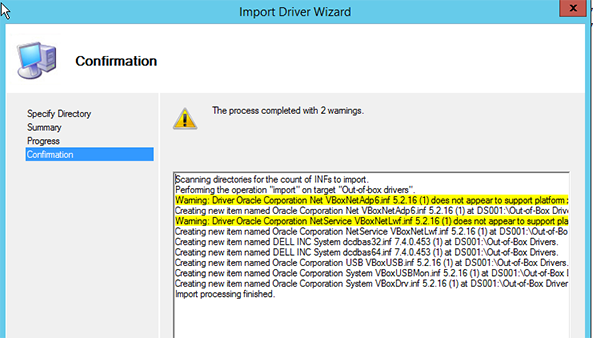 Import Driver Wizard
x
Confirmation
Specify Directory
Summary
Progress
Confirmation
The process completed with 2 warnings.
Scanning directories for the count of INFs to import.
Performing the operation "import" on target "Out-of-box drivers".
Warning: Driver Oracle Corporation Net VBoxNetAdp6.inf 5.2.16 (1) does not appear to support platform
Creating new item named Oracle Corporation Net VBoxNetAdp6.inf 5.2.16 (1) at DS001:\Out-of-Box Drive
Warning: Driver Oracle Corporation NetService VBoxNetLwf.inf 5.2.16 (1) does not appear to support pla
Creating new item named Oracle Corporation NetService VBoxNetLwf.inf 5.2.16 (1) at DS001:\Out-of-Bo
Creating new item named DELL INC System dcdbas32.inf 7.4.0.453 (1) at DS001:\Out-of-Box Drivers.
Creating new item named DELL INC System dcdbas64.inf 7.4.0.453 (1) at DS001:\Out-of-Box Drivers.
Creating new item named Oracle Corporation USB VBoxUSB.inf 5.2.16 (1) at DS001:\Out-of-Box Drivers.
Creating new item named Oracle Corporation System VBoxUSBMon.inf 5.2.16 (1) at DS001:\Out-of-Box
Creating new item named Oracle Corporation System VBoxDrv.inf 5.2.16 (1) at DS001:\Out-of-Box Driver
Import processing finished.